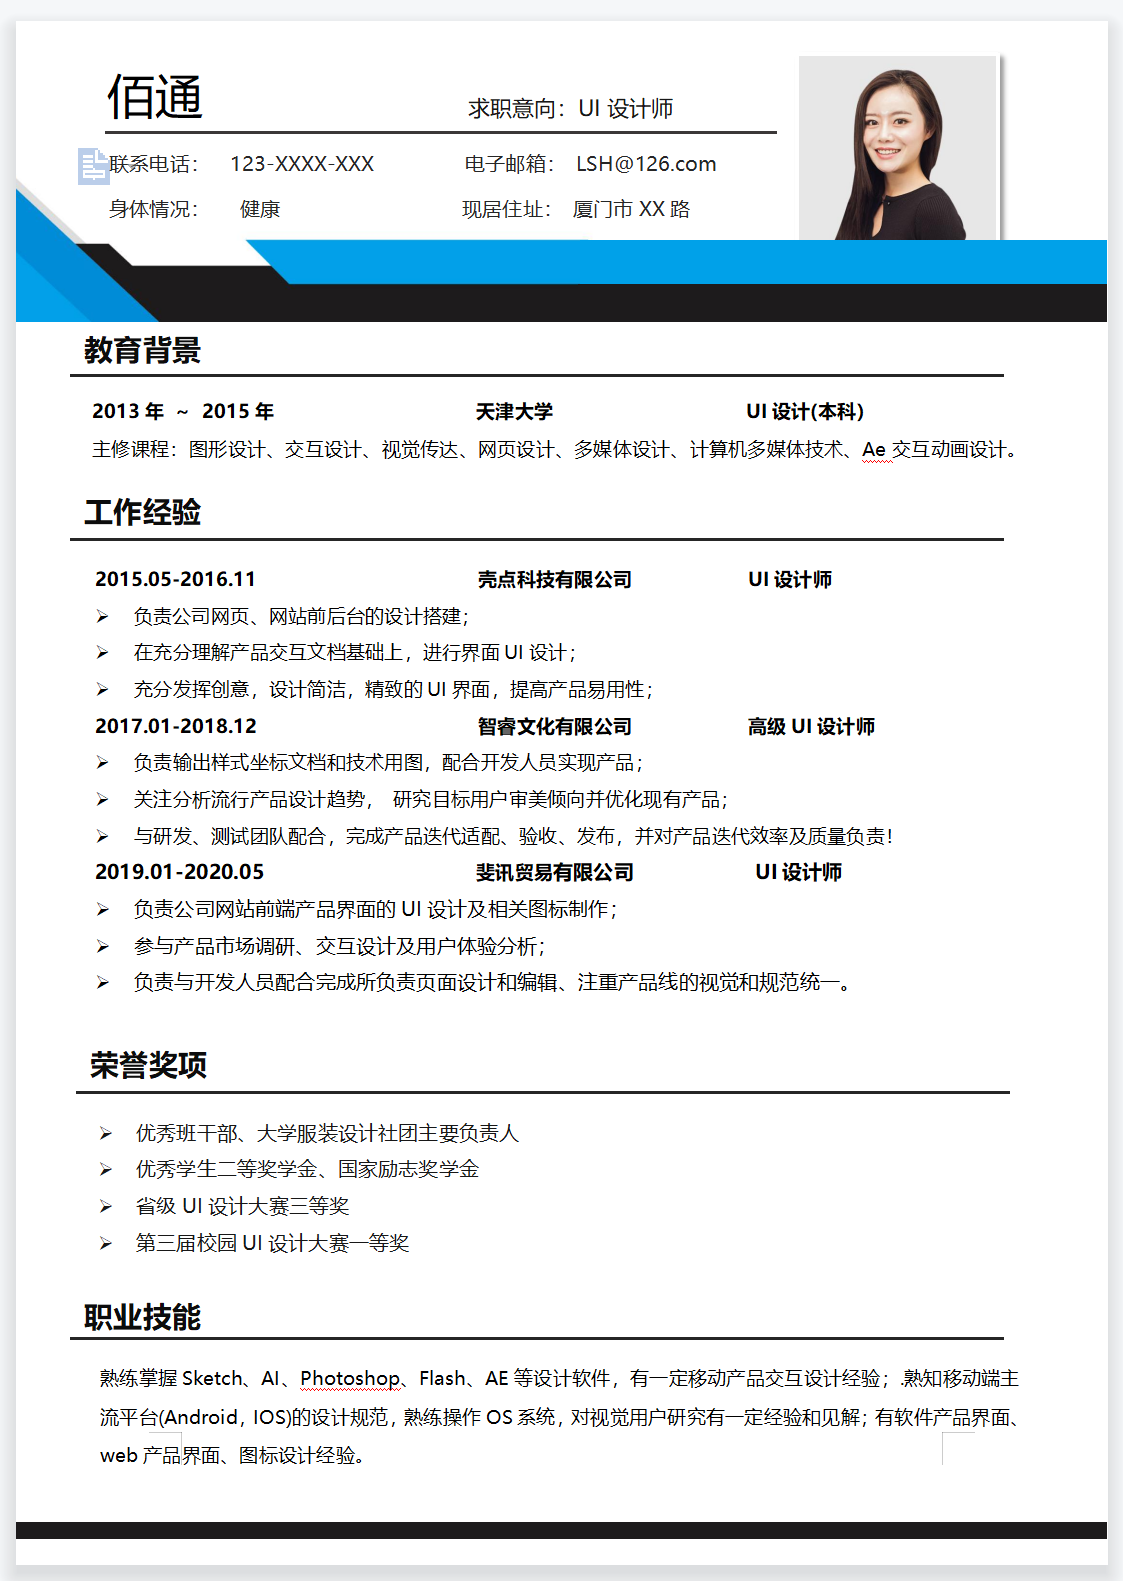 佰通
求职意向：UI 设计师
联系电话： 123-XXXX-XXX 电子邮箱： LSH@126.com
身体情况： 健康 现居住址： 厦门市 XX 路
教育背景
2013 年 ~ 2015 年 天津大学 UI 设计(本科)
主修课程：图形设计、交互设计、视觉传达、网页设计、多媒体设计、计算机多媒体技术、Ae 交互动画设计。
工作经验
2015.05-2016.11 壳点科技有限公司 UI 设计师
➢ 负责公司网页、网站前后台的设计搭建；
➢ 在充分理解产品交互文档基础上，进行界面 UI 设计；
➢ 充分发挥创意，设计简洁，精致的 UI 界面，提高产品易用性；
2017.01-2018.12 智睿文化有限公司 高级 UI 设计师
➢ 负责输出样式坐标文档和技术用图，配合开发人员实现产品；
➢ 关注分析流行产品设计趋势， 研究目标用户审美倾向并优化现有产品；
➢ 与研发、测试团队配合，完成产品迭代适配、验收、发布，并对产品迭代效率及质量负责！
2019.01-2020.05 斐讯贸易有限公司 UI 设计师
➢ 负责公司网站前端产品界面的 UI 设计及相关图标制作；
➢ 参与产品市场调研、交互设计及用户体验分析；
➢ 负责与开发人员配合完成所负责页面设计和编辑、注重产品线的视觉和规范统一。
荣誉奖项
➢ 优秀班干部、大学服装设计社团主要负责人
➢ 优秀学生二等奖学金、国家励志奖学金
➢ 省级 UI 设计大赛三等奖
➢ 第三届校园 UI 设计大赛一等奖
职业技能
熟练掌握 Sketch、AI、Photoshop、Flash、AE 等设计软件，有一定移动产品交互设计经验；.熟知移动端主
流平台(Android，IOS)的设计规范，熟练操作 OS 系统，对视觉用户研究有一定经验和见解；有软件产品界面、
web 产品界面、图标设计经验。